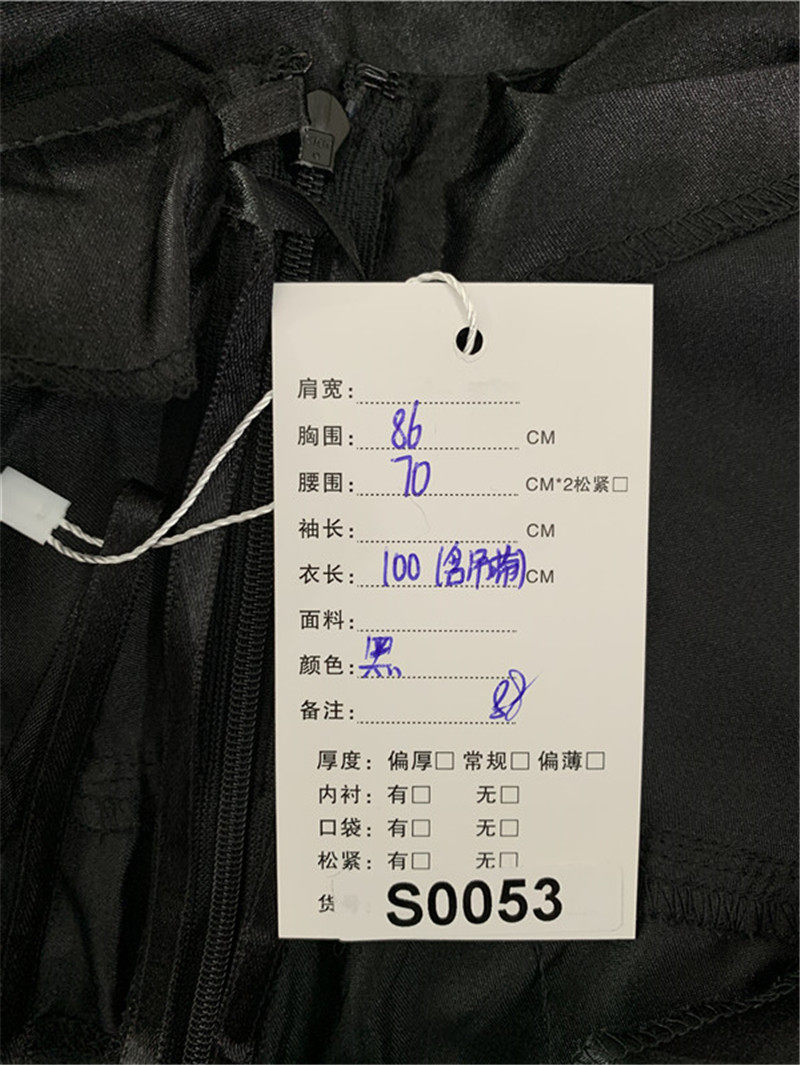 肩宽：
胸围： 86 CM
腰围： 70 CM*2松紧□
袖长： CM
衣长： 100 (含吊带) CM
面料：
颜色： 黑
备注： 88
厚度： 偏厚□ 常规□ 偏薄□
内衬： 有□ 无□
口袋： 有□ 无□
松紧： 有□ 无□
货号： S0053